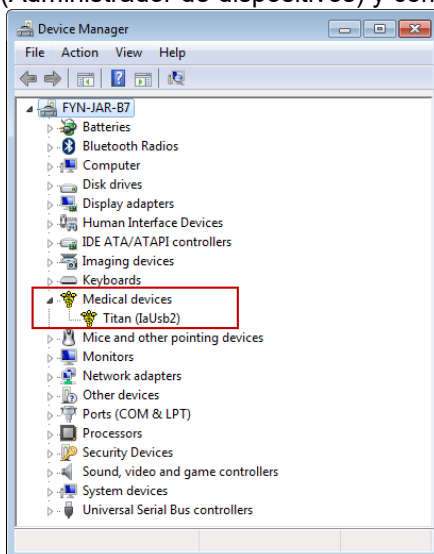 (Administrador de dispositivos) y con
Device Manager
File Action View Help
FYN-JAR-B7
Batteries
Bluetooth Radios
Computer
Disk drives
Display adapters
Human Interface Devices
IDE ATA/ATAPI controllers
Imaging devices
Keyboards
Medical devices
Titan (IaUsb2)
Mice and other pointing devices
Monitors
Network adapters
Other devices
Ports (COM & LPT)
Processors
Security Devices
Sound, video and game controllers
System devices
Universal Serial Bus controllers